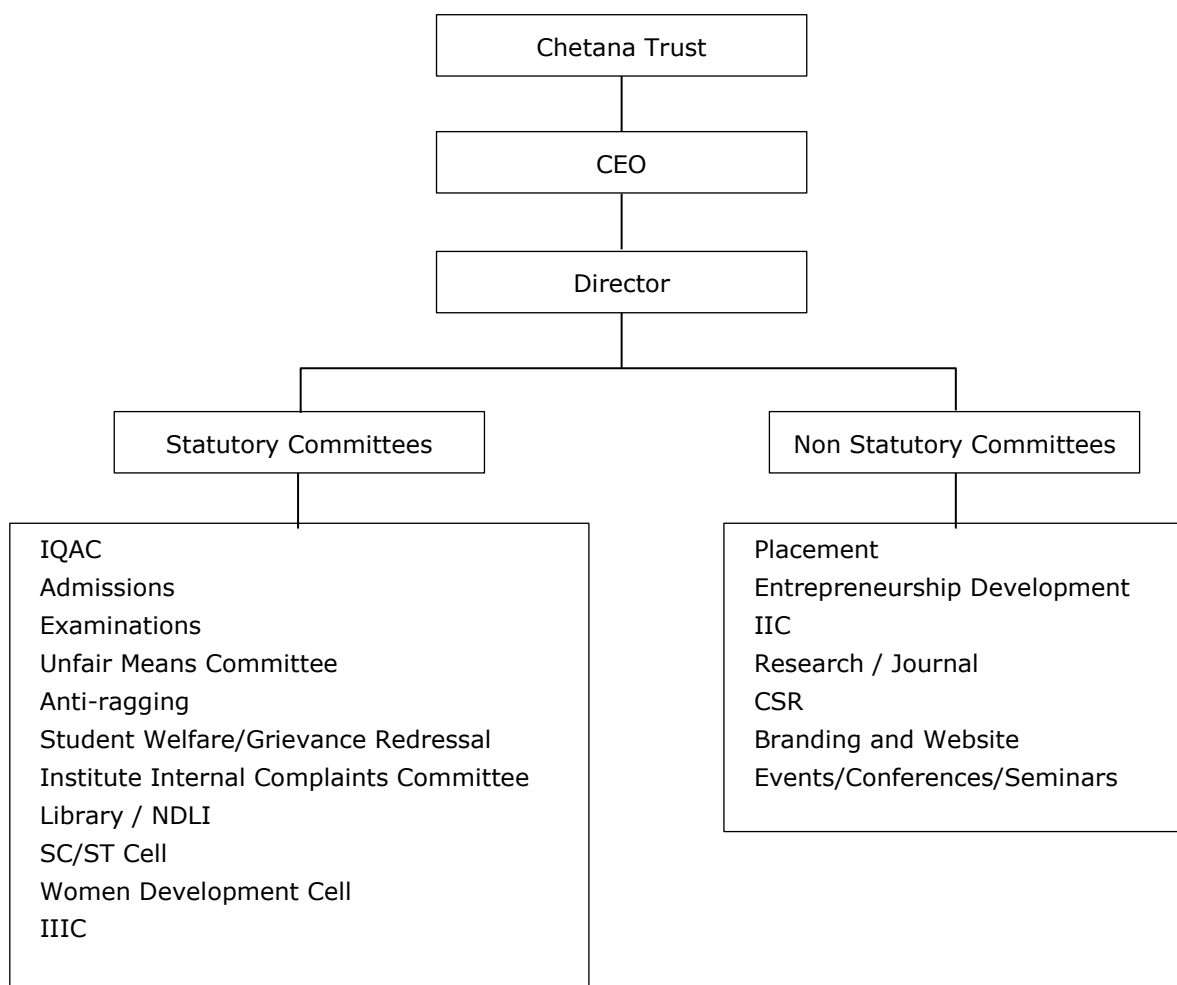 Chetana Trust
CEO
Director
Statutory Committees
Non Statutory Committees
IQAC
Admissions
Examinations
Unfair Means Committee
Anti-ragging
Student Welfare/Grievance Redressal
Institute Internal Complaints Committee
Library / NDLI
SC/ST Cell
Women Development Cell
IIIC
Placement
Entrepreneurship Development
IIC
Research / Journal
CSR
Branding and Website
Events/Conferences/Seminars